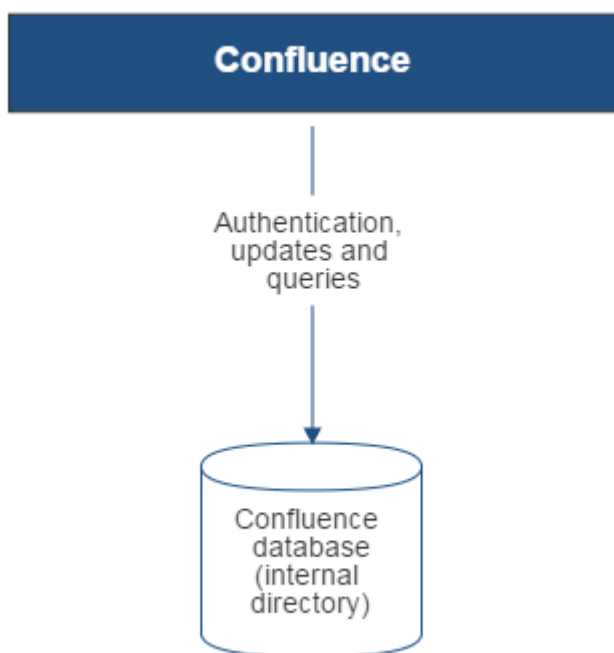 Confluence
Authentication,
updates and
queries
Confluence
database
(internal
directory)